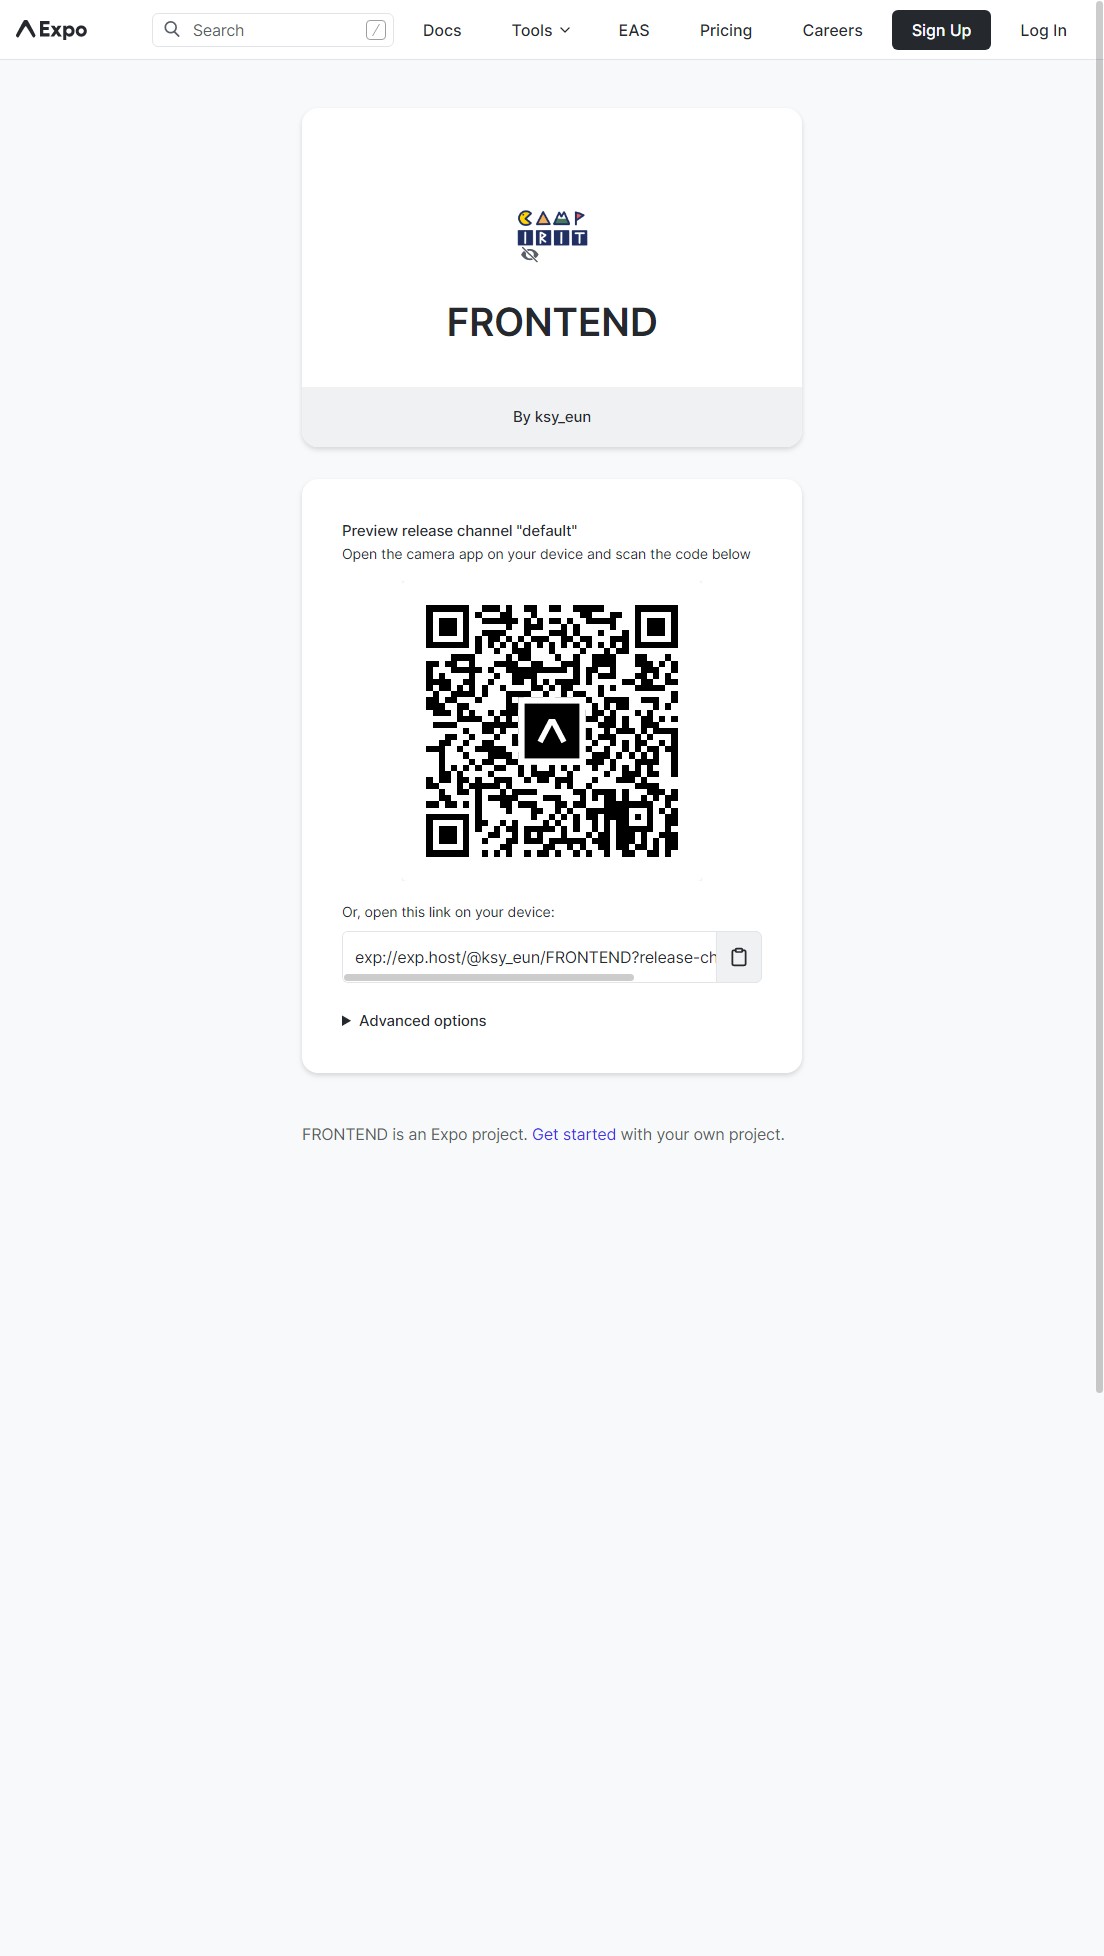 Expo
Search
/
Docs
Tools
EAS
Pricing
Careers
Sign Up
Log In
CAMP
IRIT
FRONTEND
By ksy_eun
Preview release channel "default"
Open the camera app on your device and scan the code below
Or, open this link on your device:
exp://exp.host/@ksy_eun/FRONTEND?release-ch
Advanced options
FRONTEND is an Expo project. Get started with your own project.